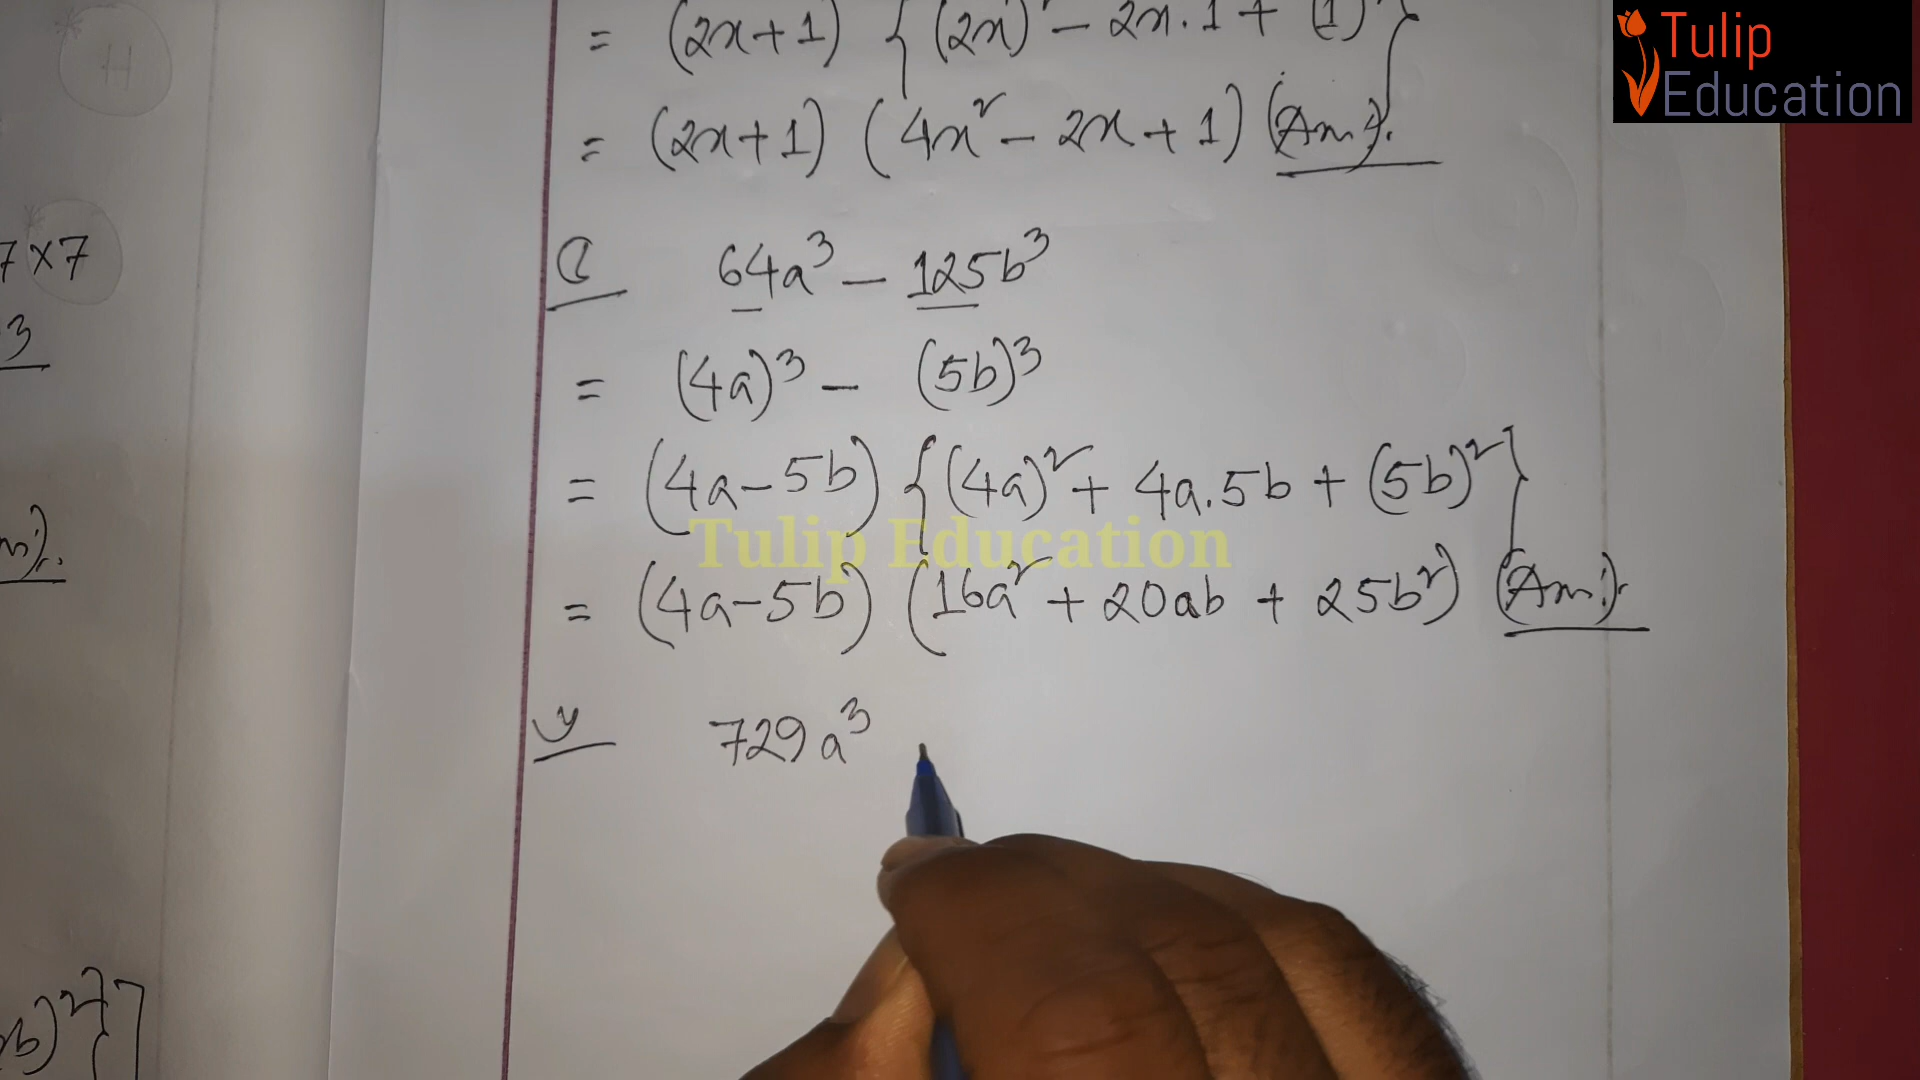 Tulip
Education
= (2x+1) {(2x)² - 2x.1 + (1)²}
= (2x+1) (4x² - 2x + 1) (Ans).
7×7
64a³ - 125b³
3
= (4a)³ - (5b)³
= (4a-5b) {(4a)² + 4a.5b + (5b)²}
Tulip Education
= (4a-5b) (16a² + 20ab + 25b²) (Ans).
729a³
b)²}]